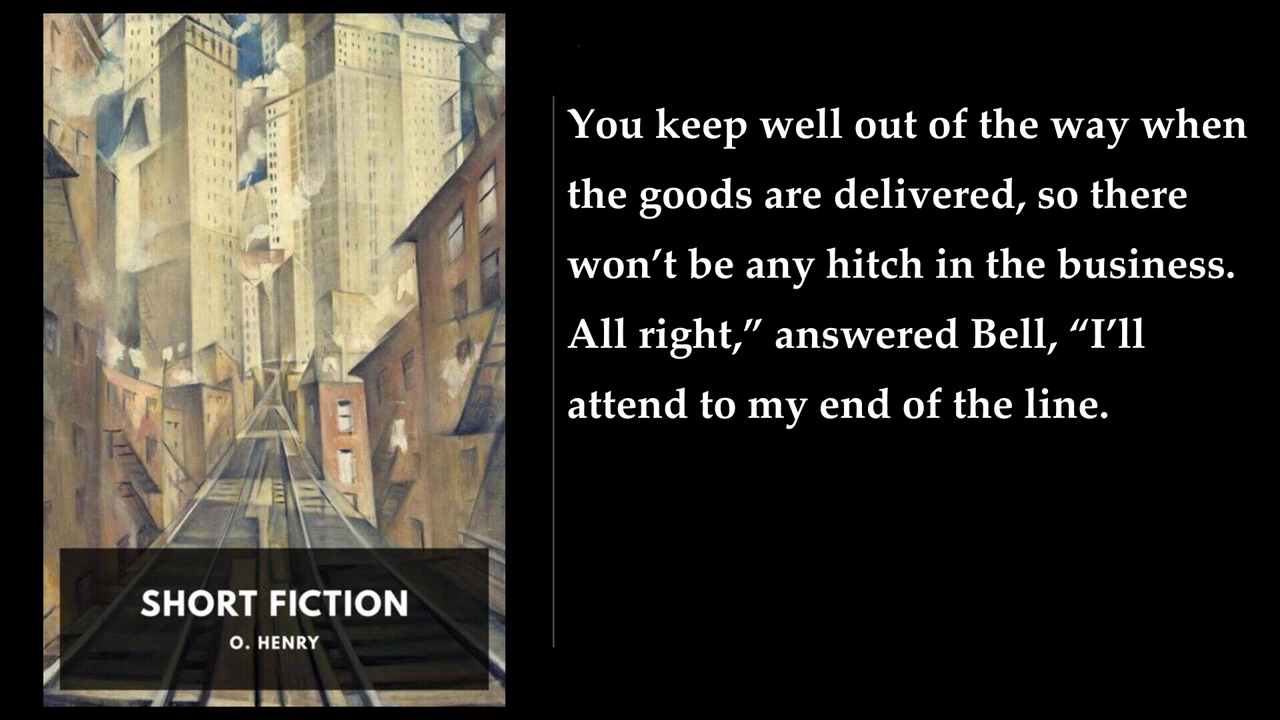 You keep well out of the way when
the goods are delivered, so there
won’t be any hitch in the business.
All right,” answered Bell, “I’ll
attend to my end of the line.
SHORT FICTION
O. HENRY